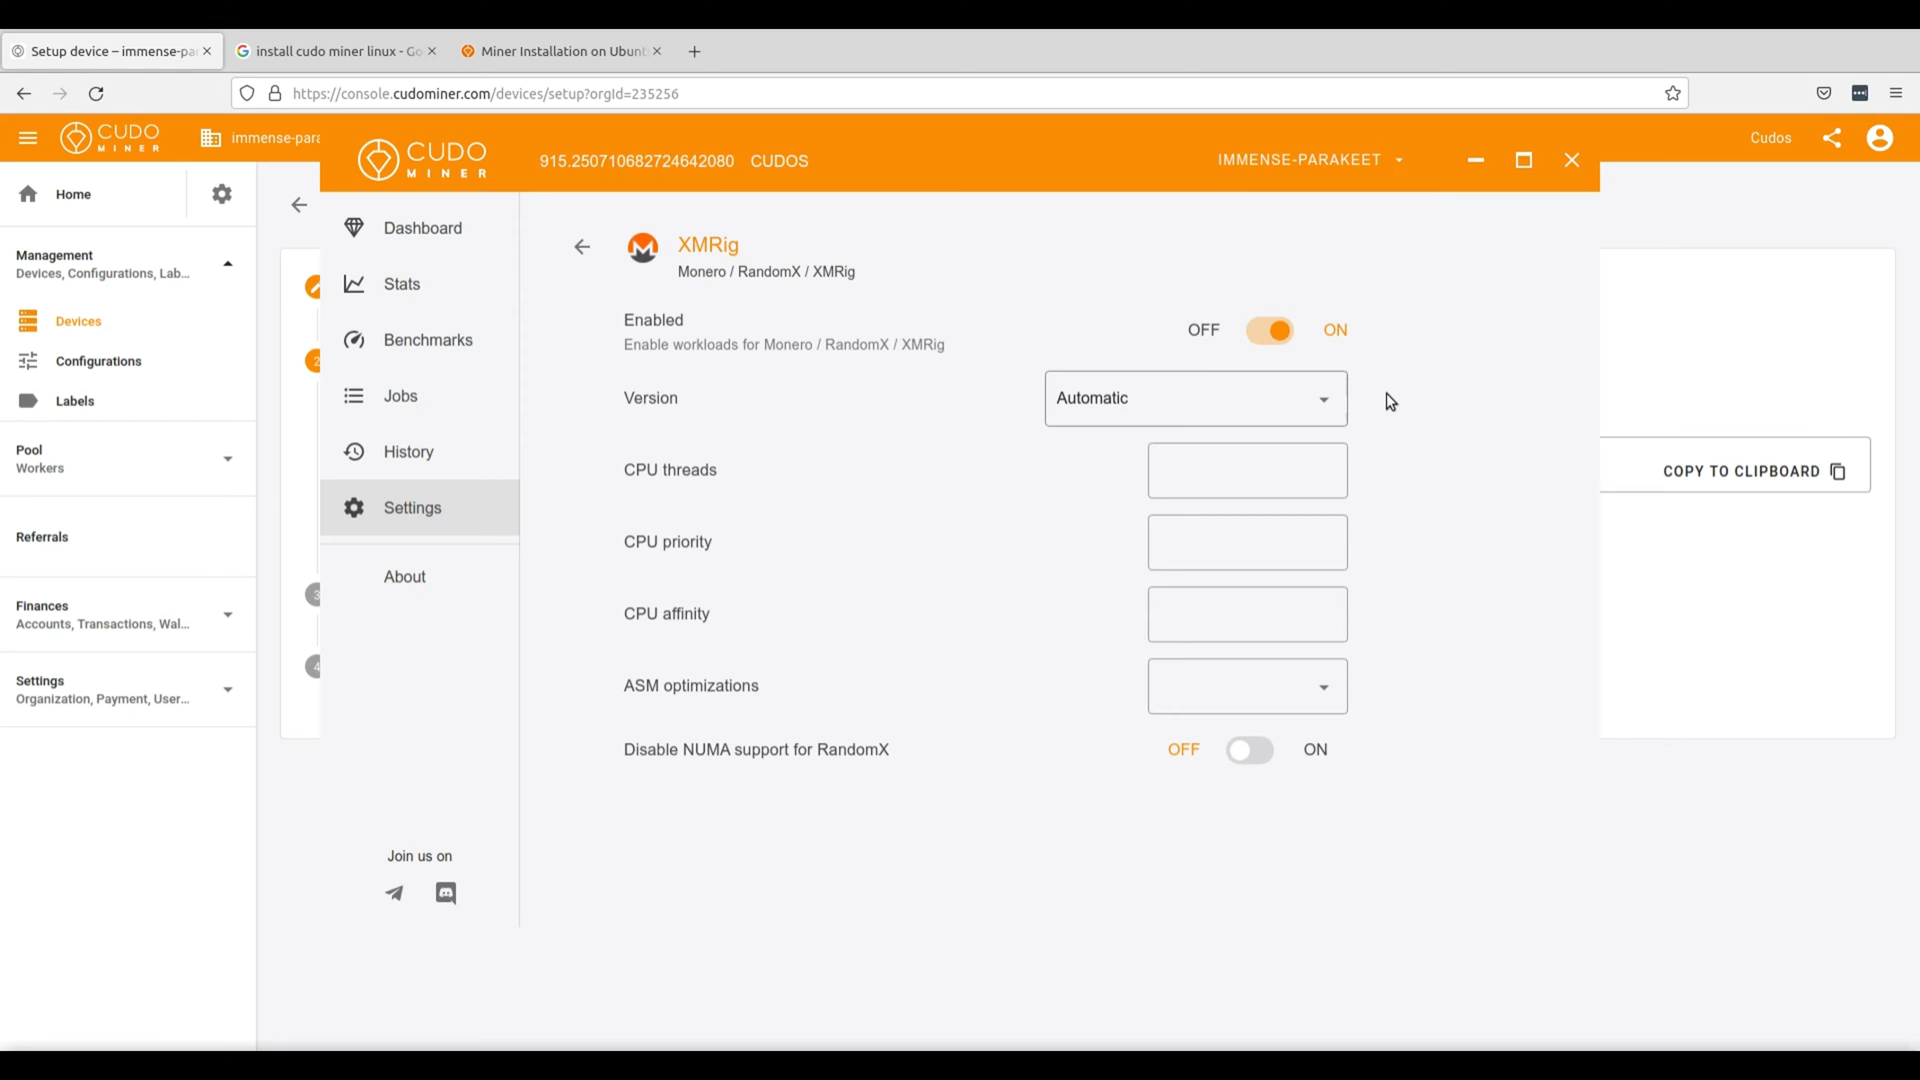 Setup device – immense-pa
install cudo miner linux - Go
Miner Installation on Ubunt
https://console.cudominer.com/devices/setup?orgId=235256
CUDO
MINER
immense-para
Cudos
CUDO
MINER
915.250710682724642080 CUDOS
IMMENSE-PARAKEET
Home
Management
Devices, Configurations, Lab...
Devices
Configurations
Labels
Pool
Workers
Referrals
Finances
Accounts, Transactions, Wal...
Settings
Organization, Payment, User...
2
3
4
Dashboard
Stats
Benchmarks
Jobs
History
Settings
About
Join us on
XMRig
Monero / RandomX / XMRig
Enabled
Enable workloads for Monero / RandomX / XMRig
OFF ON
Version
Automatic
CPU threads
CPU priority
CPU affinity
ASM optimizations
Disable NUMA support for RandomX
OFF ON
COPY TO CLIPBOARD